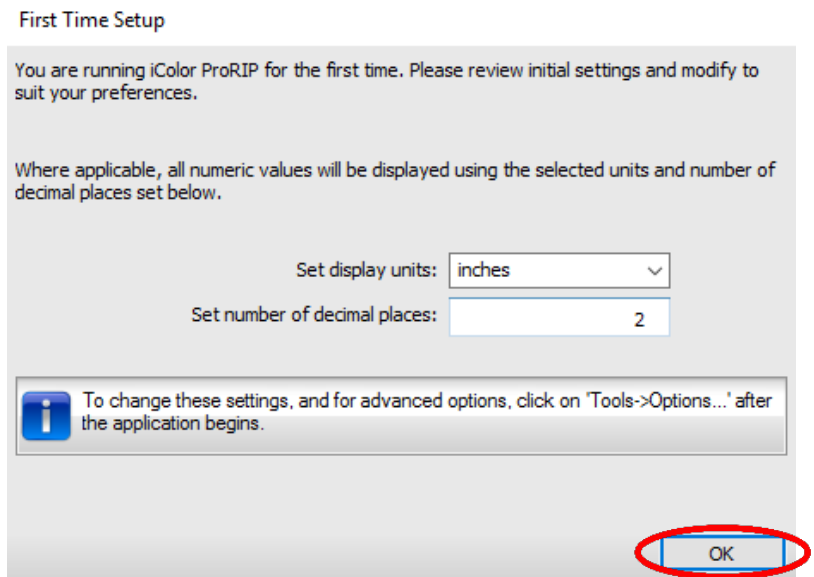 First Time Setup
You are running iColor ProRIP for the first time. Please review initial settings and modify to
suit your preferences.
Where applicable, all numeric values will be displayed using the selected units and number of
decimal places set below.
Set display units: inches
Set number of decimal places: 2
To change these settings, and for advanced options, click on 'Tools->Options...' after
the application begins.
OK